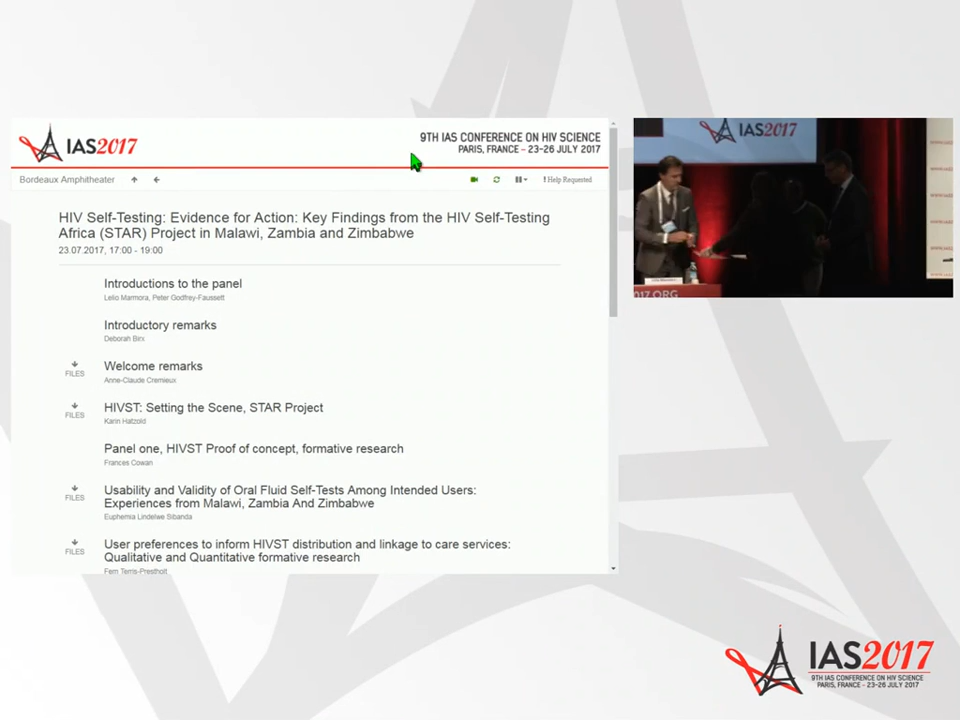 IAS2017
9TH IAS CONFERENCE ON HIV SCIENCE
PARIS, FRANCE – 23-26 JULY 2017
Bordeaux Amphitheater
! Help Requested
HIV Self-Testing: Evidence for Action: Key Findings from the HIV Self-Testing
Africa (STAR) Project in Malawi, Zambia and Zimbabwe
23.07.2017, 17:00 - 19:00
Introductions to the panel
Lelio Marmora, Peter Godfrey-Faussett
Introductory remarks
Deborah Birx
FILES
Welcome remarks
Anne-Claude Cremieux
FILES
HIVST: Setting the Scene, STAR Project
Karin Hatzold
Panel one, HIVST Proof of concept, formative research
Frances Cowan
FILES
Usability and Validity of Oral Fluid Self-Tests Among Intended Users:
Experiences from Malawi, Zambia And Zimbabwe
Euphemia Lindelwe Sibanda
FILES
User preferences to inform HIVST distribution and linkage to care services:
Qualitative and Quantitative formative research
Fern Terris-Prestholt
IAS2017
2017.ORG
IAS2017
9TH IAS CONFERENCE ON HIV SCIENCE
PARIS, FRANCE – 23-26 JULY 2017